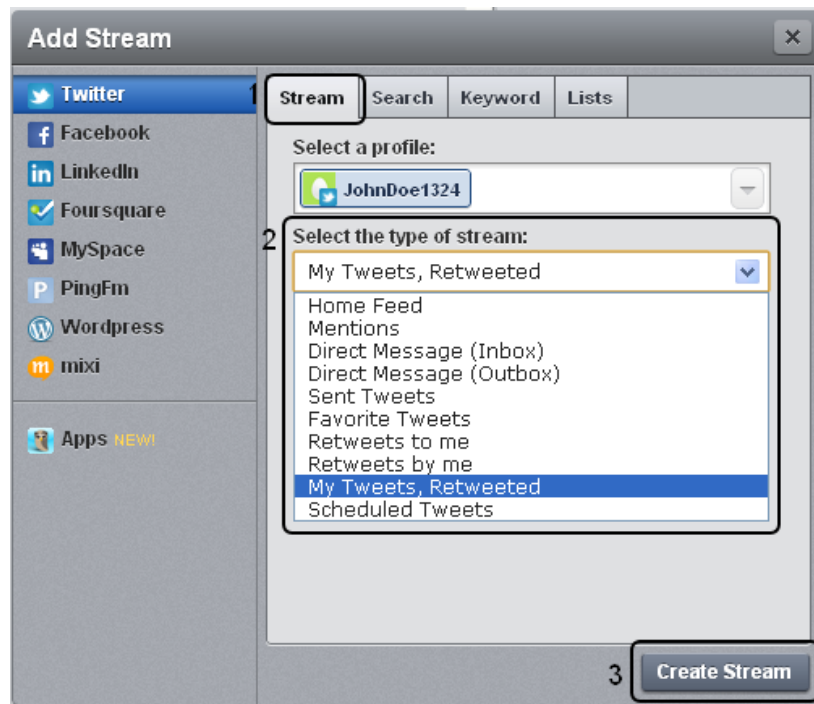 Add Stream
Twitter
Facebook
LinkedIn
Foursquare
MySpace
PingFm
Wordpress
mixi
Apps NEW!
1
Stream Search Keyword Lists
Select a profile:
JohnDoe1324
2
Select the type of stream:
My Tweets, Retweeted
Home Feed
Mentions
Direct Message (Inbox)
Direct Message (Outbox)
Sent Tweets
Favorite Tweets
Retweets to me
Retweets by me
My Tweets, Retweeted
Scheduled Tweets
3
Create Stream